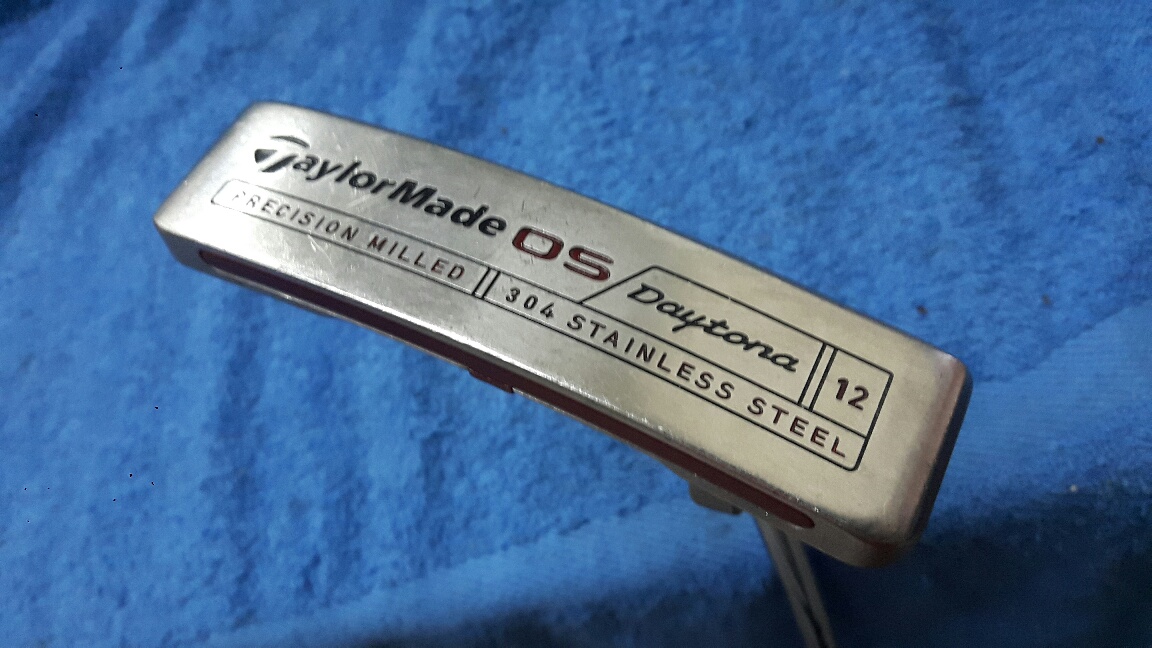 TaylorMade OS Daytona 12
PRECISION MILLED 304 STAINLESS STEEL